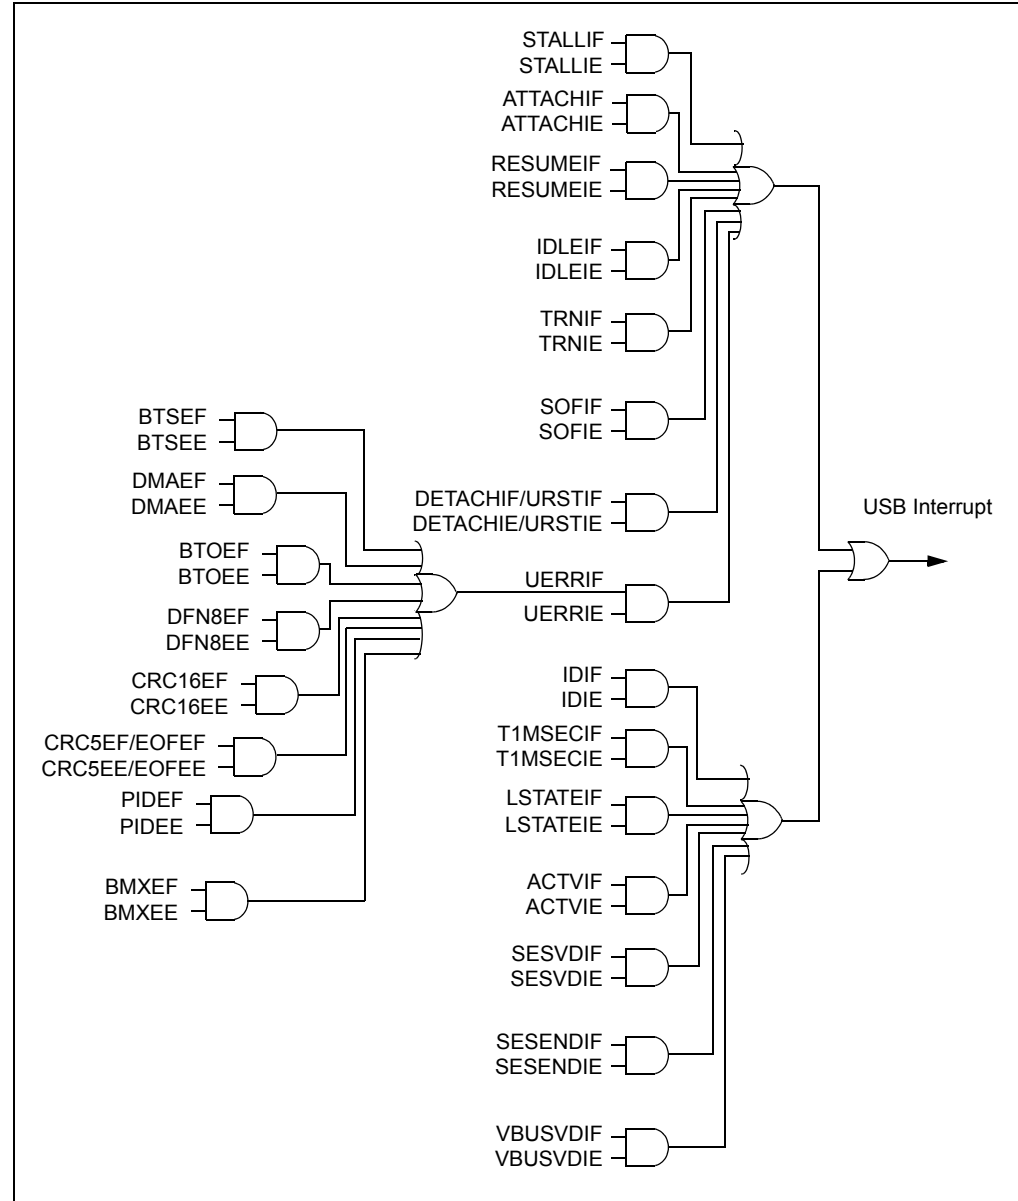 STALLIF
STALLIE
ATTACHIF
ATTACHIE
RESUMEIF
RESUMEIE
IDLEIF
IDLEIE
TRNIF
TRNIE
SOFIF
SOFIE
BTSEF
BTSEE
DMAEF
DMAEE
DETACHIF/URSTIF
DETACHIE/URSTIE
USB Interrupt
BTOEF
BTOEE
UERRIF
UERRIE
DFN8EF
DFN8EE
CRC16EF
CRC16EE
IDIF
IDIE
CRC5EF/EOFEF
CRC5EE/EOFEE
T1MSECIF
T1MSECIE
PIDEF
PIDEE
LSTATEIF
LSTATEIE
BMXEF
BMXEE
ACTVIF
ACTVIE
SESVDIF
SESVDIE
SESENDIF
SESENDIE
VBUSVDIF
VBUSVDIE